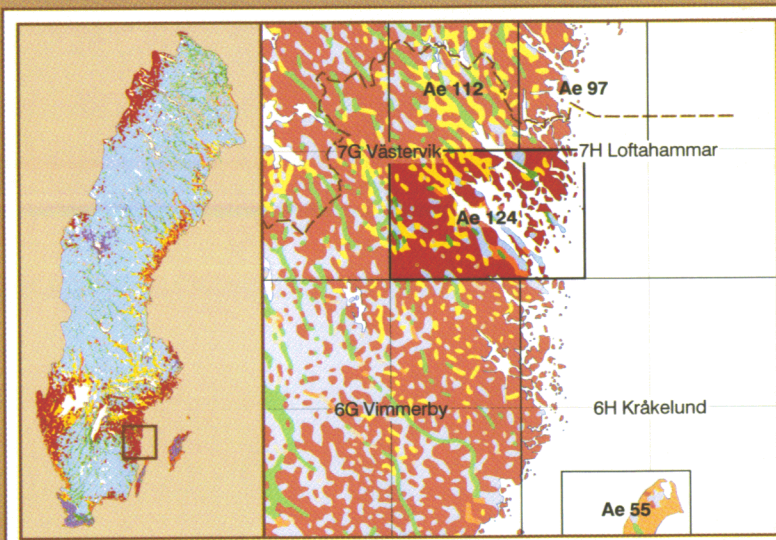 Ae 112
Ae 97
7G Västervik
7H Loftahammar
Ae 124
6G Vimmerby
6H Kråkelund
Ae 55